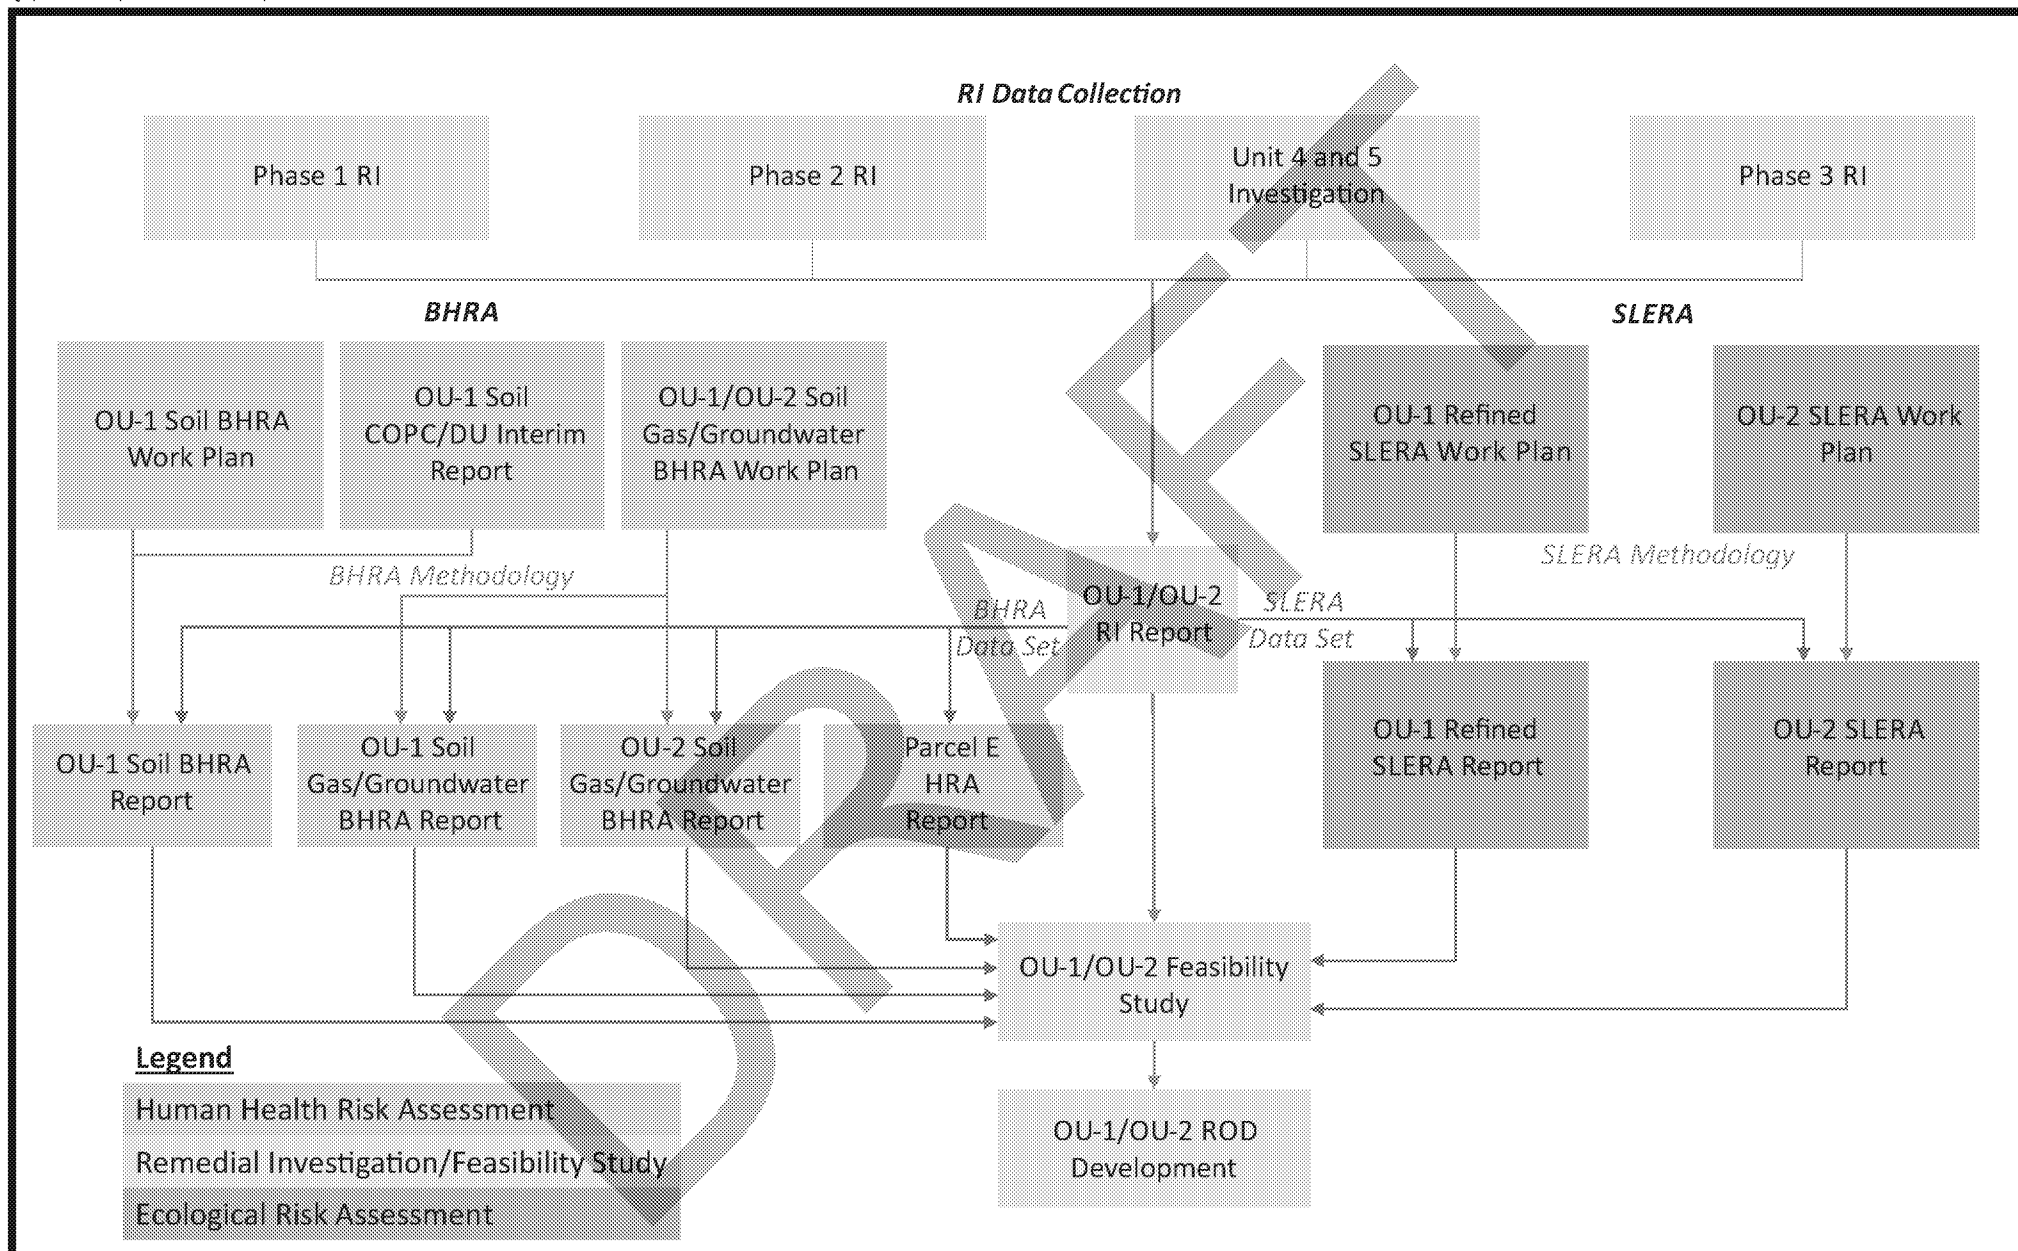 RI Data Collection
Phase 1 RI
Phase 2 RI
Unit 4 and 5
Investigation
Phase 3 RI
BHRA
SLERA
OU-1 Soil BHRA
Work Plan
OU-1 Soil
COPC/DU Interim
Report
OU-1/OU-2 Soil
Gas/Groundwater
BHRA Work Plan
OU-1 Refined
SLERA Work Plan
OU-2 SLERA Work
Plan
BHRA Methodology
SLERA Methodology
BHRA
Data Set
OU-1/OU-2
RI Report
SLERA
Data Set
OU-1 Soil BHRA
Report
OU-1 Soil
Gas/Groundwater
BHRA Report
OU-2 Soil
Gas/Groundwater
BHRA Report
Parcel E
HRA
Report
OU-1 Refined
SLERA Report
OU-2 SLERA
Report
OU-1/OU-2 Feasibility
Study
OU-1/OU-2 ROD
Development
Legend
Human Health Risk Assessment
Remedial Investigation/Feasibility Study
Ecological Risk Assessment
DRAFT